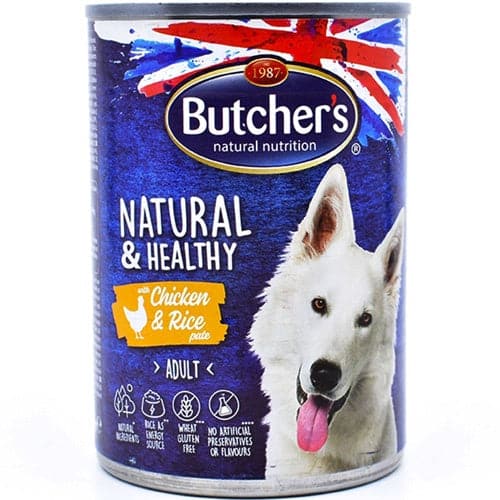 1987
Butcher's
natural nutrition
®
NATURAL
& HEALTHY
with
Chicken
& Rice
pate
> ADULT <
NATURAL*
INGREDIENTS
RICE AS**
ENERGY
SOURCE
WHEAT
GLUTEN
FREE
NO ARTIFICIAL***
PRESERVATIVES
OR FLAVOURS